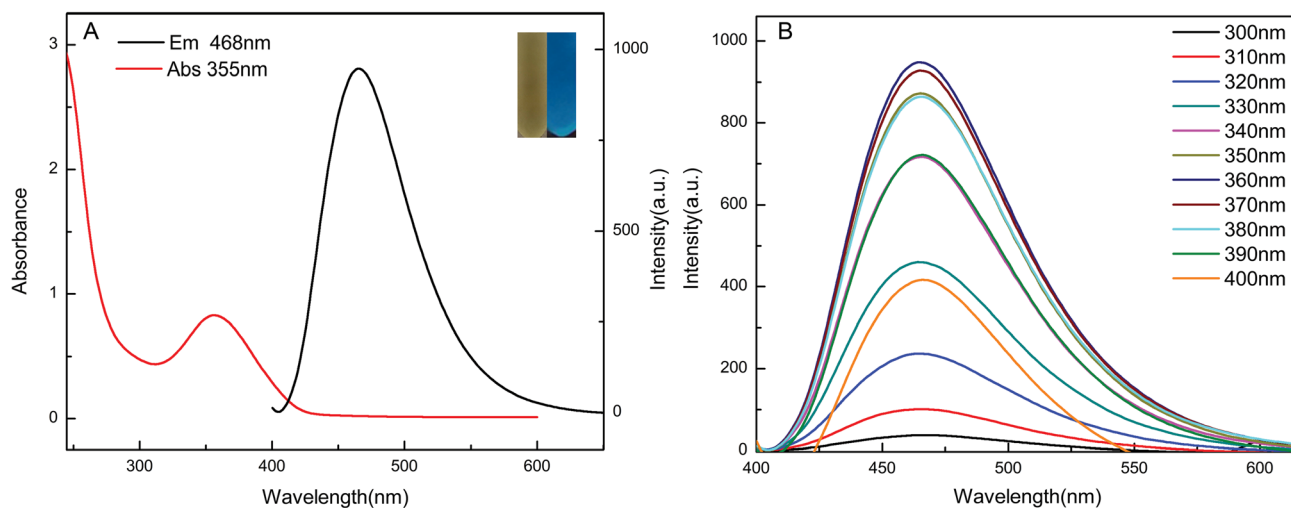 A
Em 468nm
Abs 355nm
3
2
1
0
Absorbance
300
400
500
600
Wavelength(nm)
1000
500
0
Intensity(a.u.)
B
1000
800
600
400
200
0
Intensity(a.u.)
400
450
500
550
600
Wavelength(nm)
300nm
310nm
320nm
330nm
340nm
350nm
360nm
370nm
380nm
390nm
400nm